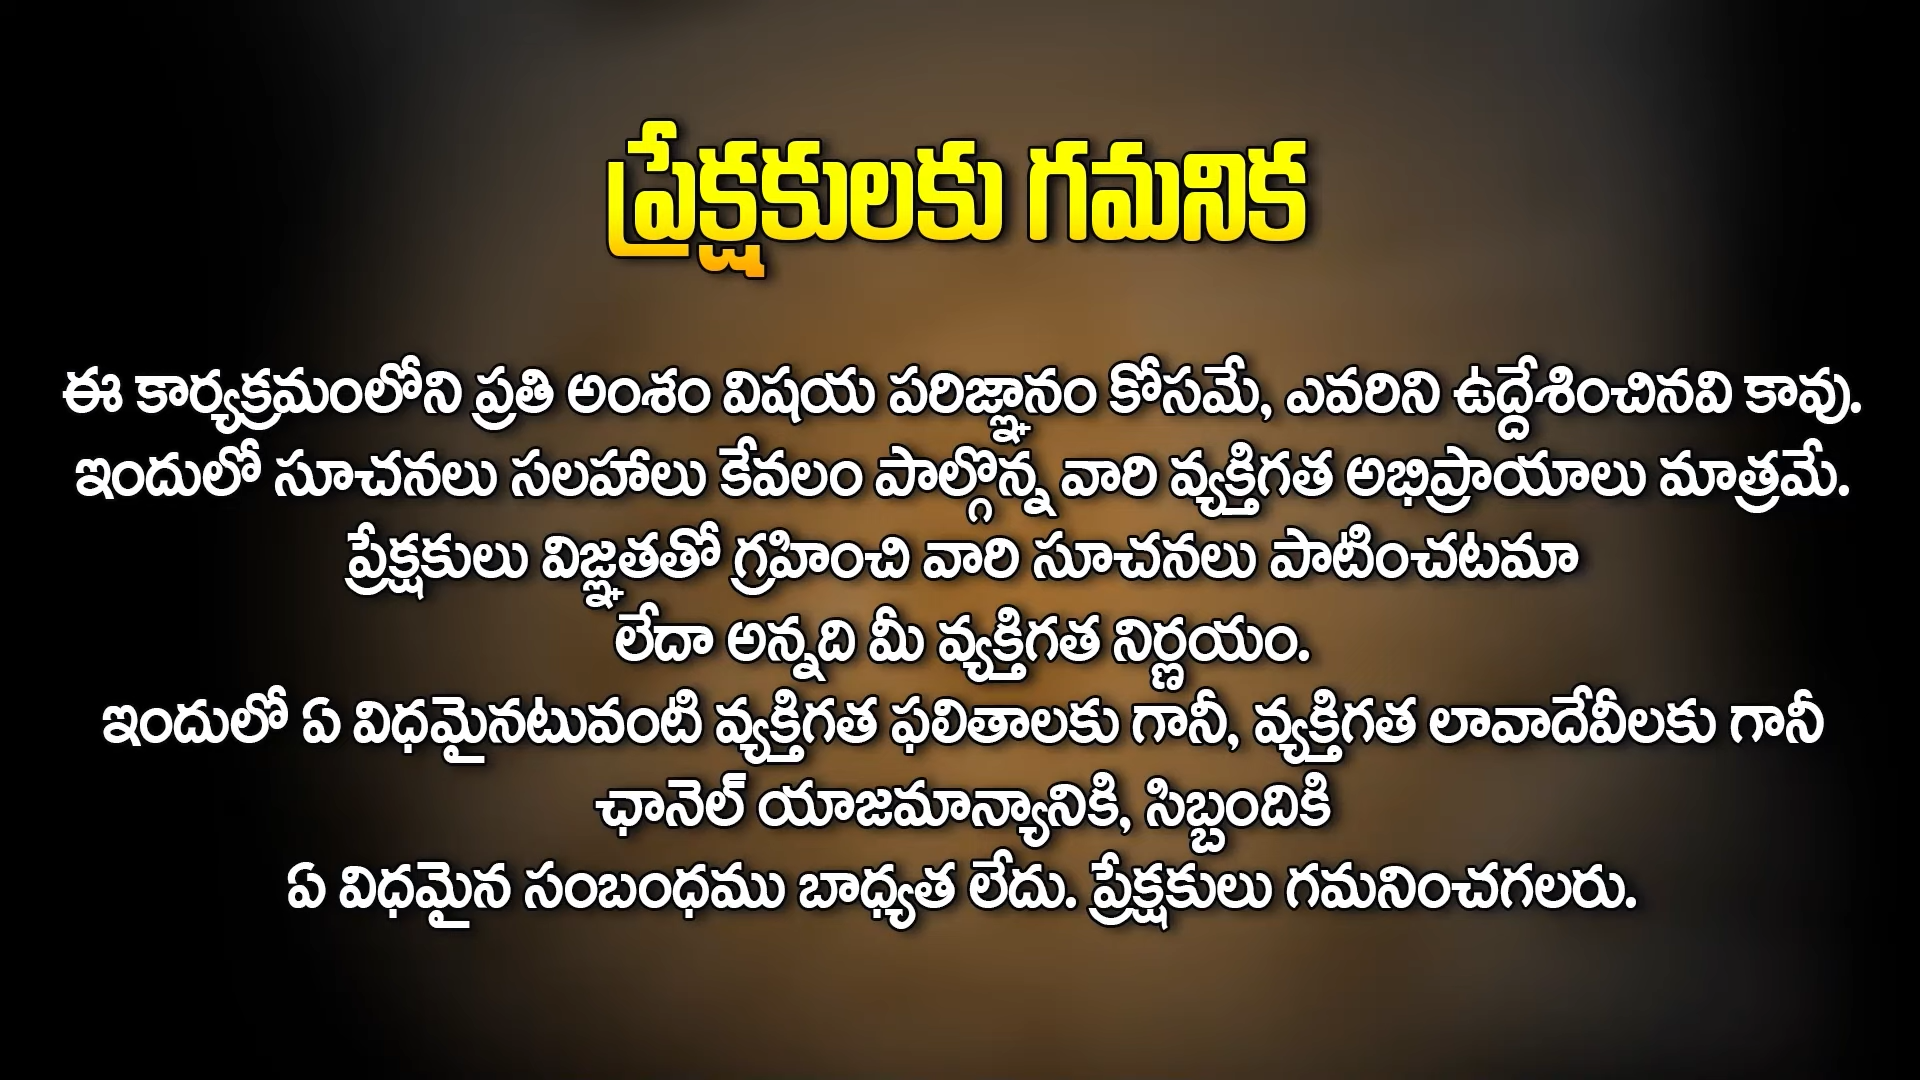 ప్రేక్షకులకు గమనిక
ఈ కార్యక్రమంలోని ప్రతి అంశం విషయ పరిజ్ఞానం కోసమే, ఎవరిని ఉద్దేశించినవి కావు.
ఇందులో సూచనలు సలహాలు కేవలం పాల్గొన్న వారి వ్యక్తిగత అభిప్రాయాలు మాత్రమే.
ప్రేక్షకులు విజ్ఞతతో గ్రహించి వారి సూచనలు పాటించటమా
లేదా అన్నది మీ వ్యక్తిగత నిర్ణయం.
ఇందులో ఏ విధమైనటువంటి వ్యక్తిగత ఫలితాలకు గానీ, వ్యక్తిగత లావాదేవీలకు గానీ
ఛానెల్ యాజమాన్యానికి, సిబ్బందికి
ఏ విధమైన సంబంధము బాధ్యత లేదు. ప్రేక్షకులు గమనించగలరు.